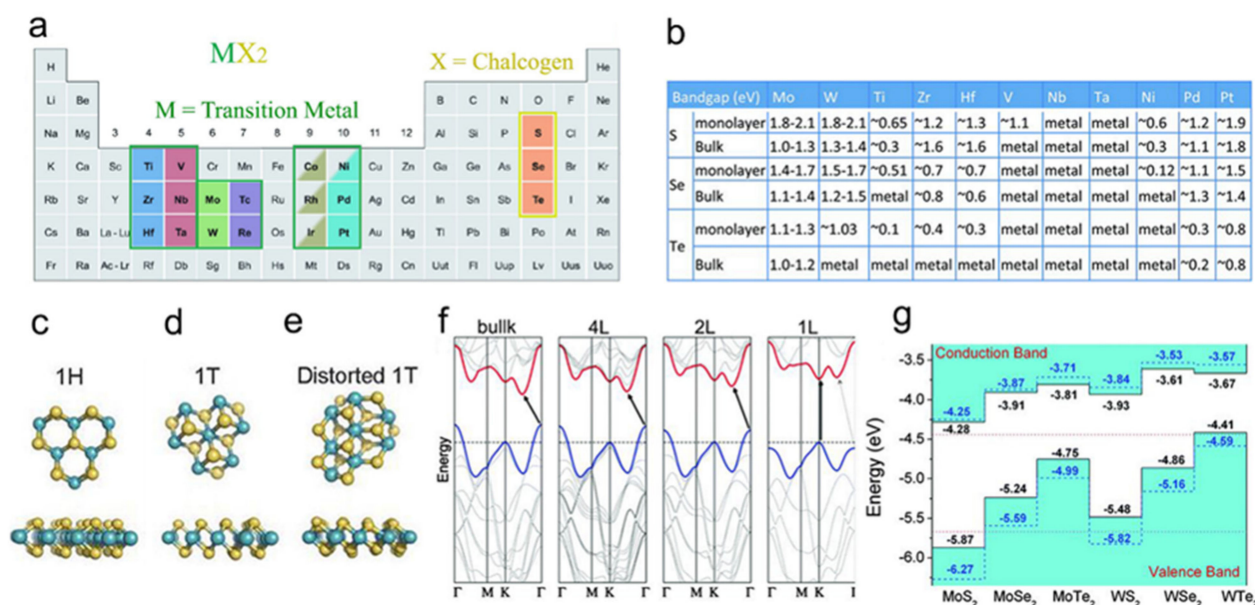 a
MX2
X = Chalcogen
M = Transition Metal
H He
Li Be B C N O F Ne
Na Mg 3 4 5 6 7 8 9 10 11 12 Al Si P S Cl Ar
K Ca Sc Ti V Cr Mn Fe Co Ni Cu Zn Ga Ge As Se Br Kr
Rb Sr Y Zr Nb Mo Tc Ru Rh Pd Ag Cd In Sn Sb Te I Xe
Cs Ba La - Lu Hf Ta W Re Os Ir Pt Au Hg Tl Pb Bi Po At Rn
Fr Ra Ac - Lr Rf Db Sg Bh Hs Mt Ds Rg Cn Uut Fl Uup Lv Uus Uuo
b
Bandgap (eV) Mo W Ti Zr Hf V Nb Ta Ni Pd Pt
S monolayer 1.8-2.1 1.8-2.1 ~0.65 ~1.2 ~1.3 ~1.1 metal metal ~0.6 ~1.2 ~1.9
Bulk 1.0-1.3 1.3-1.4 ~0.3 ~1.6 ~1.6 metal metal metal ~0.3 ~1.1 ~1.8
Se monolayer 1.4-1.7 1.5-1.7 ~0.51 ~0.7 ~0.7 metal metal metal ~0.12 ~1.1 ~1.5
Bulk 1.1-1.4 1.2-1.5 metal ~0.8 ~0.6 metal metal metal metal ~1.3 ~1.4
Te monolayer 1.1-1.3 ~1.03 ~0.1 ~0.4 ~0.3 metal metal metal metal ~0.3 ~0.8
Bulk 1.0-1.2 metal metal metal metal metal metal metal metal ~0.2 ~0.8
c
1H
d
1T
e
Distorted 1T
f
bullk 4L 2L 1L
Energy
Γ M K Γ Γ M K Γ Γ M K Γ Γ M K
g
Conduction Band
Energy (eV)
-3.5
-4.0
-4.5
-5.0
-5.5
-6.0
-4.25 -3.87 -3.71 -3.84 -3.53 -3.57
-4.28 -3.91 -3.81 -3.93 -3.61 -3.67
-5.87 -5.24 -4.75 -5.48 -4.86 -4.41
-6.27 -5.59 -4.99 -5.82 -5.16 -4.59
Valence Band
MoS2 MoSe2 MoTe2 WS2 WSe2 WTe